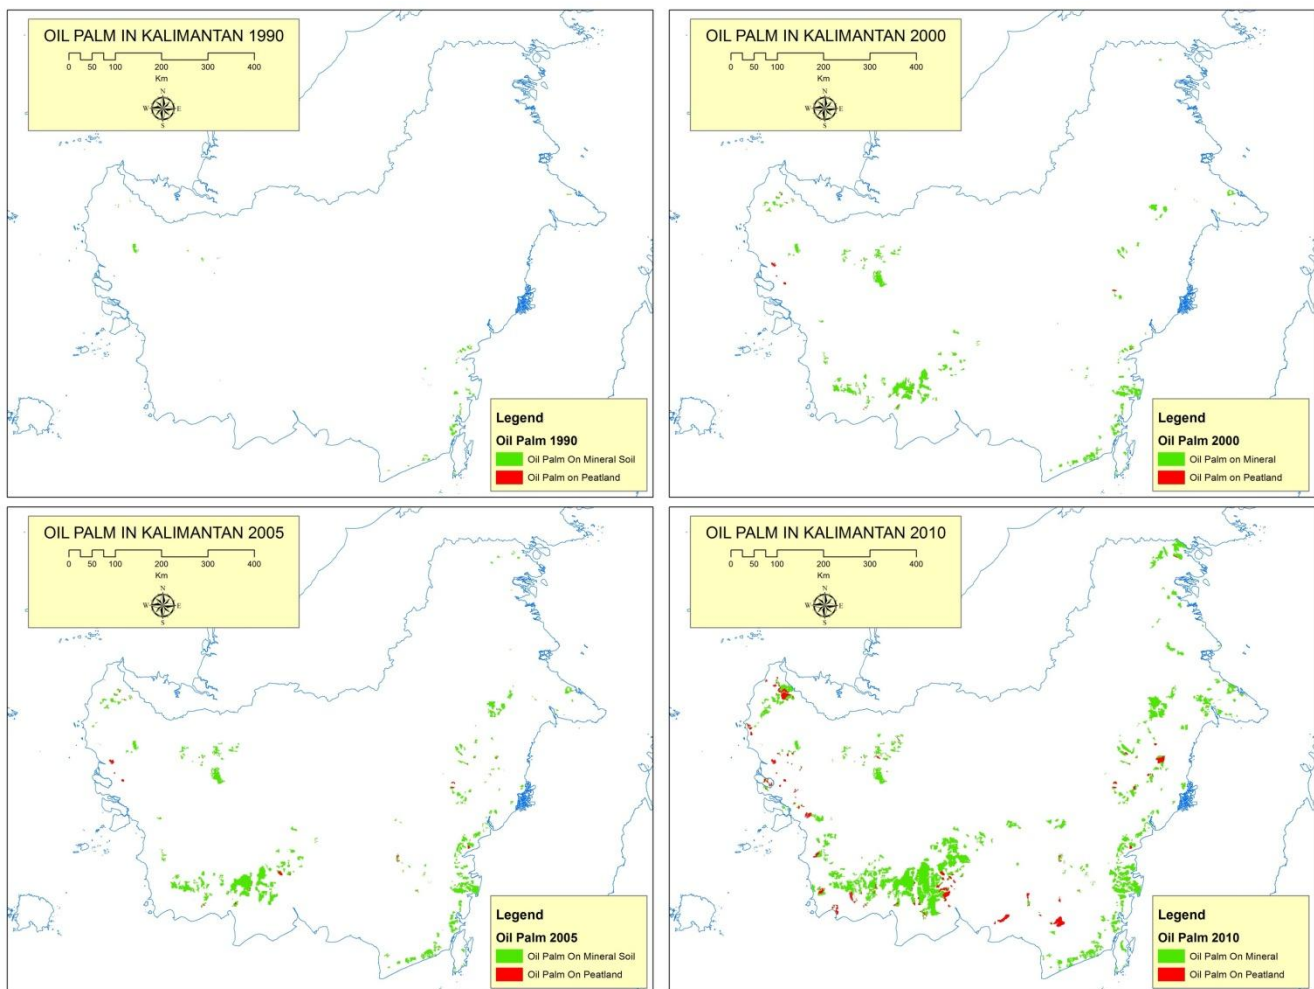 OIL PALM IN KALIMANTAN 1990
0 50 100 200 300 400
Km
N
W E
S
Legend
Oil Palm 1990
Oil Palm On Mineral Soil
Oil Palm on Peatland
OIL PALM IN KALIMANTAN 2000
0 50 100 200 300 400
Km
N
W E
S
Legend
Oil Palm 2000
Oil Palm on Mineral
Oil Palm on Peatland
OIL PALM IN KALIMANTAN 2005
0 50 100 200 300 400
Km
N
W E
S
Legend
Oil Palm 2005
Oil Palm On Mineral Soil
Oil Palm On Peatland
OIL PALM IN KALIMANTAN 2010
0 50 100 200 300 400
Km
N
W E
S
Legend
Oil Palm 2010
Oil Palm On Mineral
Oil Palm On Peatland